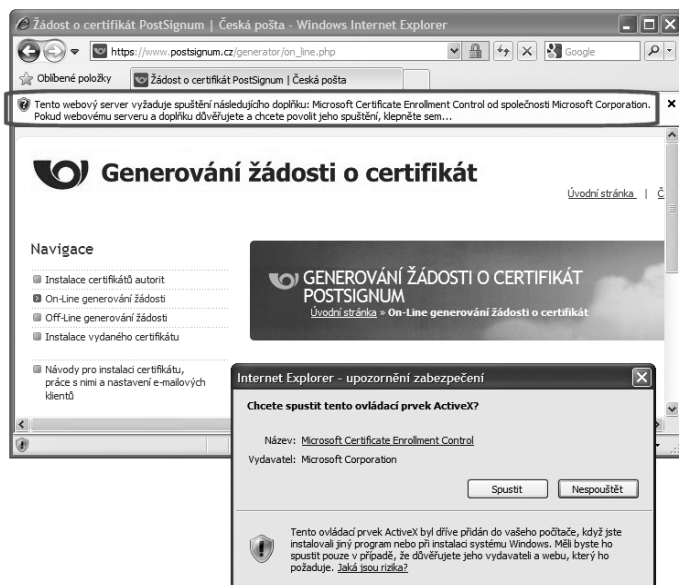 Žádost o certifikát PostSignum | Česká pošta - Windows Internet Explorer
https://www.postsignum.cz/generator/on_line.php
Google
Oblíbené položky
Žádost o certifikát PostSignum | Česká pošta
Tento webový server vyžaduje spuštění následujícího doplňku: Microsoft Certificate Enrollment Control od společnosti Microsoft Corporation.
Pokud webovému serveru a doplňku důvěřujete a chcete povolit jeho spuštění, klepněte sem...
Generování žádosti o certifikát
Úvodní stránka | Č
Navigace
Instalace certifikátů autorit
On-Line generování žádosti
Off-Line generování žádosti
Instalace vydaného certifikátu
Návody pro instalaci certifikátu,
práce s nimi a nastavení e-mailových
klientů
GENEROVÁNÍ ŽÁDOSTI O CERTIFIKÁT
POSTSIGNUM
Úvodní stránka » On-Line generování žádosti o certifikát
Internet Explorer - upozornění zabezpečení
Chcete spustit tento ovládací prvek ActiveX?
Název: Microsoft Certificate Enrollment Control
Vydavatel: Microsoft Corporation
Spustit
Nespouštět
Tento ovládací prvek ActiveX byl dříve přidán do vašeho počítače, když jste
instalovali jiný program nebo při instalaci systému Windows. Měli byste ho
spustit pouze v případě, že důvěřujete jeho vydavateli a webu, který ho
požaduje. Jaká jsou rizika?